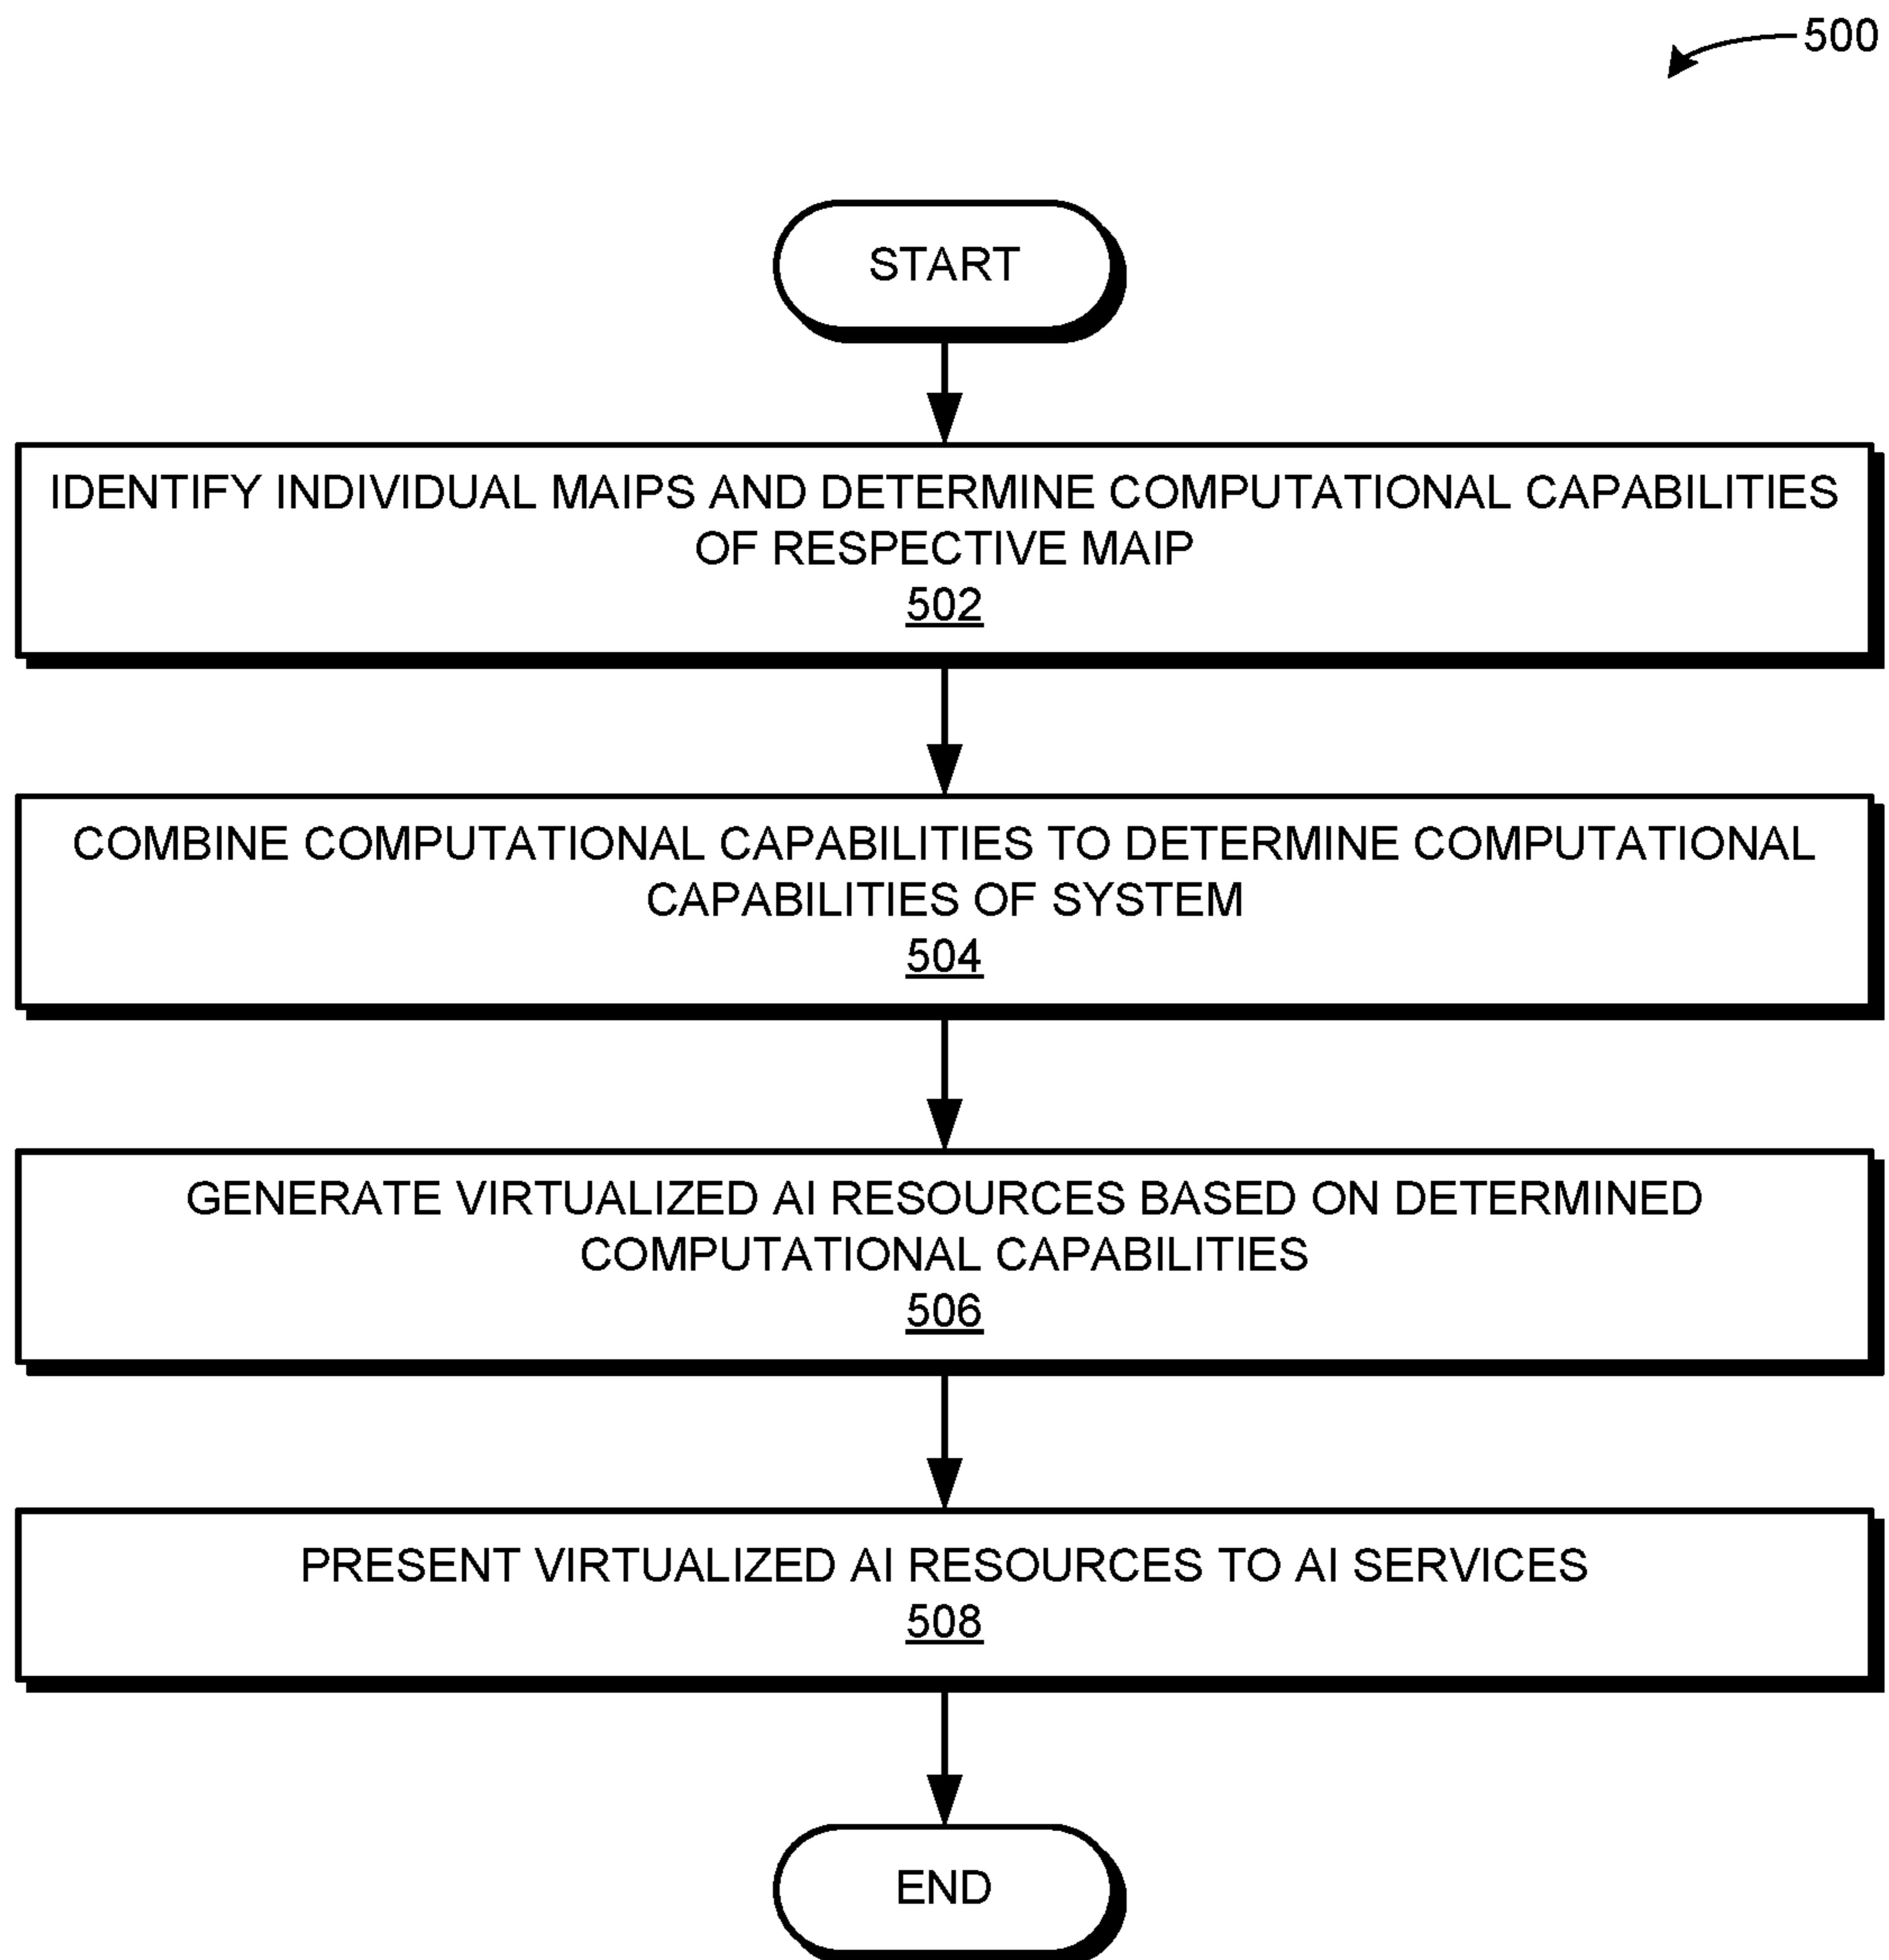 500
START
IDENTIFY INDIVIDUAL MAIPS AND DETERMINE COMPUTATIONAL CAPABILITIES
OF RESPECTIVE MAIP
502
COMBINE COMPUTATIONAL CAPABILITIES TO DETERMINE COMPUTATIONAL
CAPABILITIES OF SYSTEM
504
GENERATE VIRTUALIZED AI RESOURCES BASED ON DETERMINED
COMPUTATIONAL CAPABILITIES
506
PRESENT VIRTUALIZED AI RESOURCES TO AI SERVICES
508
END